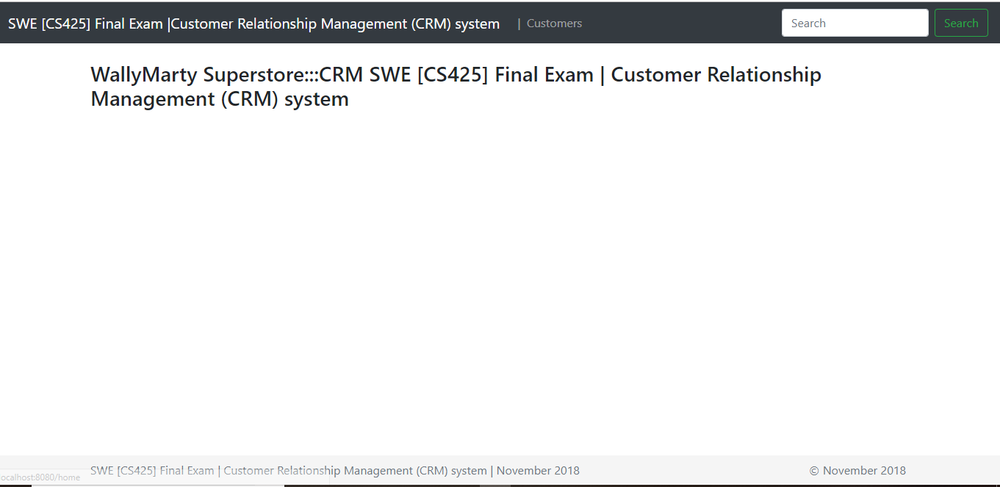 SWE [CS425] Final Exam |Customer Relationship Management (CRM) system | Customers Search Search
WallyMarty Superstore:::CRM SWE [CS425] Final Exam | Customer Relationship
Management (CRM) system
SWE [CS425] Final Exam | Customer Relationship Management (CRM) system | November 2018 © November 2018
ocalhost:8080/home